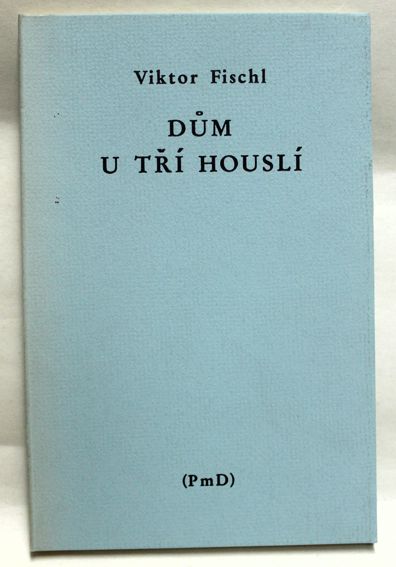 Viktor Fischl
DŮM
U TŘÍ HOUSLÍ
(PmD)